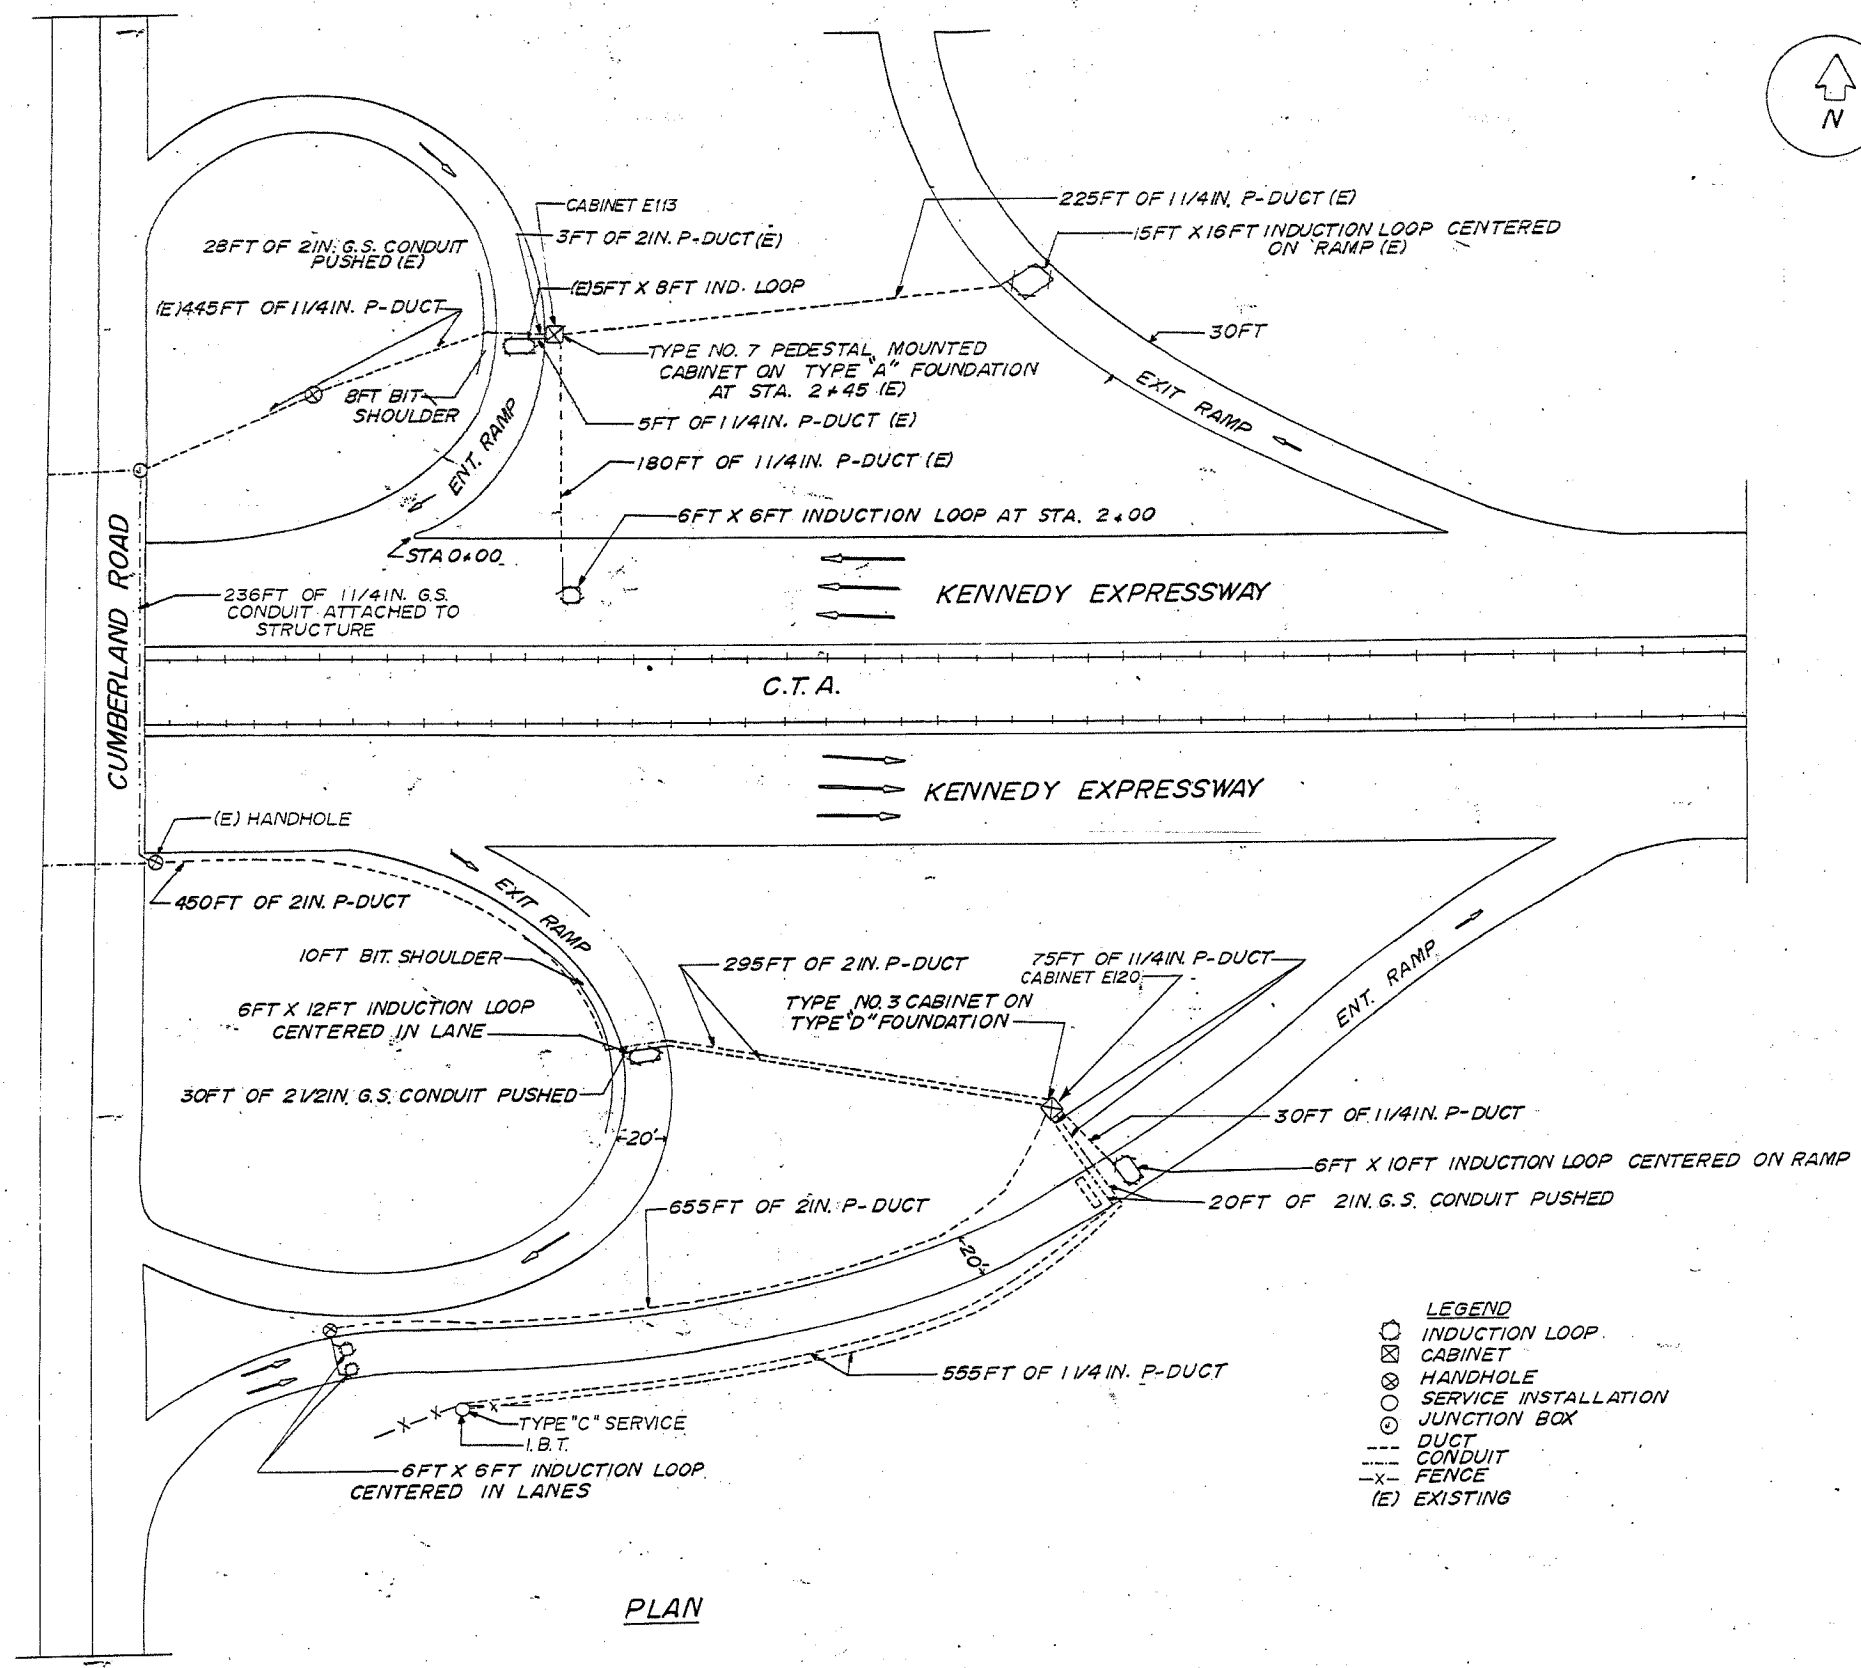 N
CABINET E113
3FT OF 2IN. P-DUCT (E)
28FT OF 2IN. G.S. CONDUIT
PUSHED (E)
(E) 5FT X 8FT IND. LOOP
(E) 445FT OF 1 1/4IN. P-DUCT
225FT OF 1 1/4IN. P-DUCT (E)
15FT X 16FT INDUCTION LOOP CENTERED
ON RAMP (E)
30FT
TYPE NO. 7 PEDESTAL MOUNTED
CABINET ON TYPE "A" FOUNDATION
AT STA. 2+45 (E)
8FT BIT.
SHOULDER
EXIT RAMP
ENT. RAMP
5FT OF 1 1/4IN. P-DUCT (E)
180FT OF 1 1/4IN. P-DUCT (E)
6FT X 6FT INDUCTION LOOP AT STA. 2+00
STA 0+00
CUMBERLAND ROAD
236FT OF 1 1/4IN. G.S.
CONDUIT ATTACHED TO
STRUCTURE
KENNEDY EXPRESSWAY
C.T.A.
KENNEDY EXPRESSWAY
(E) HANDHOLE
450FT OF 2IN. P-DUCT
EXIT RAMP
10FT BIT. SHOULDER
295FT OF 2IN. P-DUCT
75FT OF 1 1/4IN. P-DUCT
CABINET E120
6FT X 12FT INDUCTION LOOP
CENTERED IN LANE
TYPE NO. 3 CABINET ON
TYPE "D" FOUNDATION
ENT. RAMP
30FT OF 2 1/2IN. G.S. CONDUIT PUSHED
20'
30FT OF 1 1/4IN. P-DUCT
6FT X 10FT INDUCTION LOOP CENTERED ON RAMP
20FT OF 2IN. G.S. CONDUIT PUSHED
655FT OF 2IN. P-DUCT
20'
555FT OF 1 1/4IN. P-DUCT
TYPE "C" SERVICE
I.B.T.
6FT X 6FT INDUCTION LOOP
CENTERED IN LANES
LEGEND
INDUCTION LOOP
CABINET
HANDHOLE
SERVICE INSTALLATION
JUNCTION BOX
DUCT
CONDUIT
-X- FENCE
(E) EXISTING
PLAN